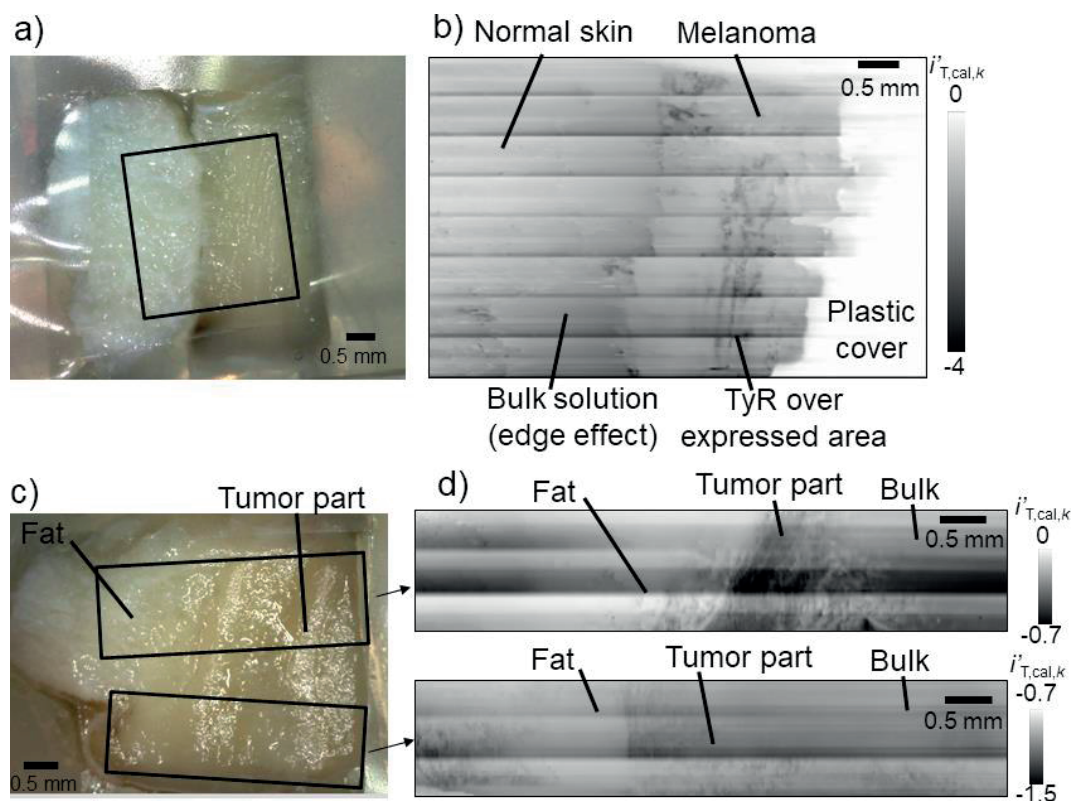 a)
0.5 mm
b)
Normal skin
Melanoma
0.5 mm
i'T,cal,k
0
-4
Plastic
cover
Bulk solution
(edge effect)
TyR over
expressed area
c)
Tumor part
Fat
0.5 mm
d)
Fat
Tumor part
Bulk
0.5 mm
i'T,cal,k
0
-0.7
Fat
Tumor part
Bulk
0.5 mm
i'T,cal,k
-0.7
-1.5